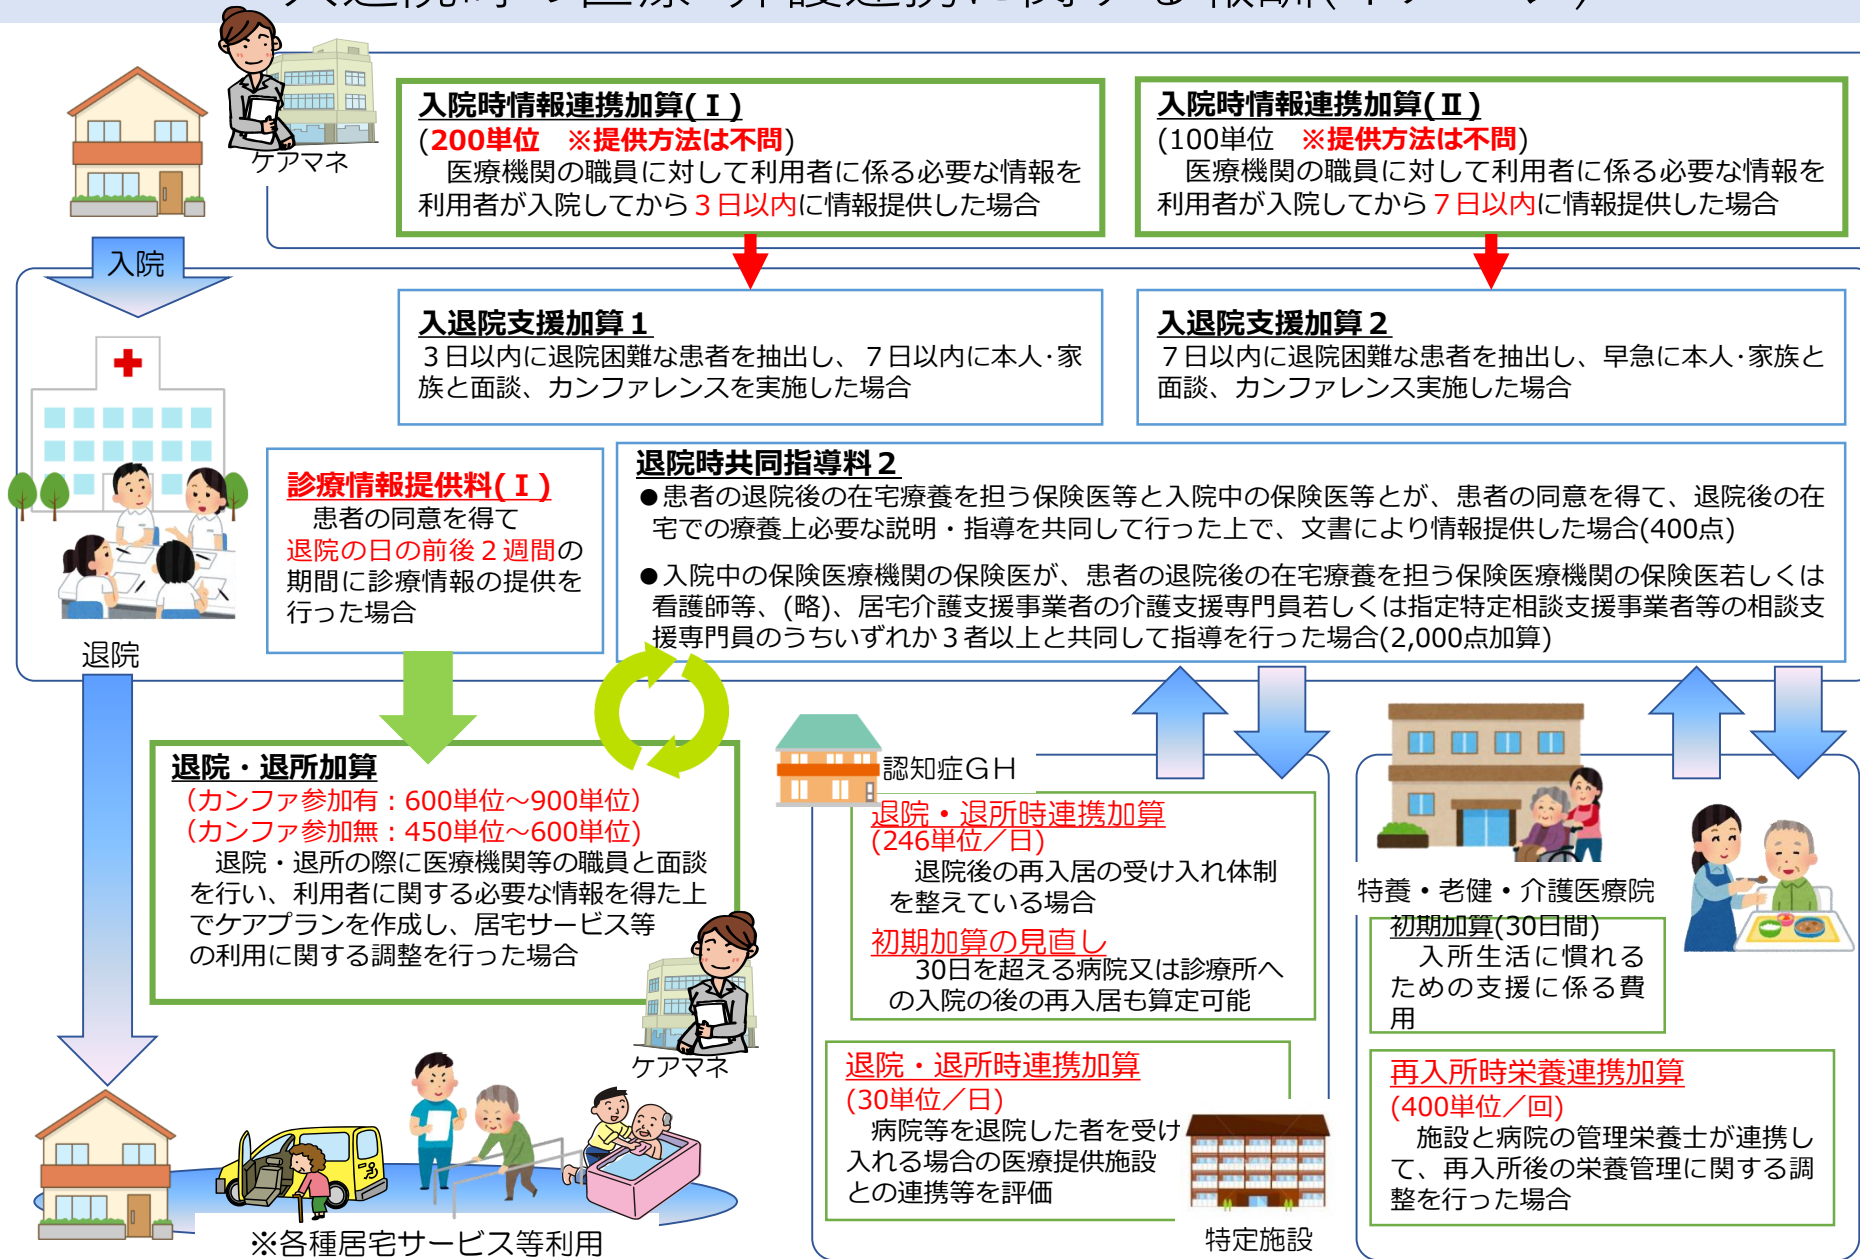 入退院時の医療・介護連携に関する報酬(イメージ)
ケアマネ
入院時情報連携加算(Ⅰ)
(200単位　※提供方法は不問)
医療機関の職員に対して利用者に係る必要な情報を
利用者が入院してから３日以内に情報提供した場合
入院時情報連携加算(Ⅱ)
(100単位　※提供方法は不問)
医療機関の職員に対して利用者に係る必要な情報を
利用者が入院してから７日以内に情報提供した場合
入院
入退院支援加算１
３日以内に退院困難な患者を抽出し、７日以内に本人・家
族と面談、カンファレンスを実施した場合
入退院支援加算２
７日以内に退院困難な患者を抽出し、早急に本人・家族と
面談、カンファレンス実施した場合
診療情報提供料(Ⅰ)
患者の同意を得て
退院の日の前後２週間の
期間に診療情報の提供を
行った場合
退院時共同指導料２
●患者の退院後の在宅療養を担う保険医等と入院中の保険医等とが、患者の同意を得て、退院後の在
宅での療養上必要な説明・指導を共同して行った上で、文書により情報提供した場合(400点)
●入院中の保険医療機関の保険医が、患者の退院後の在宅療養を担う保険医療機関の保険医若しくは
看護師等、(略)、居宅介護支援事業者の介護支援専門員若しくは指定特定相談支援事業者等の相談支
援専門員のうちいずれか３者以上と共同して指導を行った場合(2,000点加算)
退院
退院・退所加算
（カンファ参加有：600単位～900単位）
（カンファ参加無：450単位～600単位)
退院・退所の際に医療機関等の職員と面談
を行い、利用者に関する必要な情報を得た上
でケアプランを作成し、居宅サービス等
の利用に関する調整を行った場合
ケアマネ
※各種居宅サービス等利用
認知症ＧＨ
退院・退所時連携加算
(246単位／日)
退院後の再入居の受け入れ体制
を整えている場合
初期加算の見直し
30日を超える病院又は診療所へ
の入院の後の再入居も算定可能
退院・退所時連携加算
(30単位／日)
病院等を退院した者を受け
入れる場合の医療提供施設
との連携等を評価
特定施設
特養・老健・介護医療院
初期加算(30日間)
入所生活に慣れる
ための支援に係る費
用
再入所時栄養連携加算
(400単位／回)
施設と病院の管理栄養士が連携し
て、再入所後の栄養管理に関する調
整を行った場合